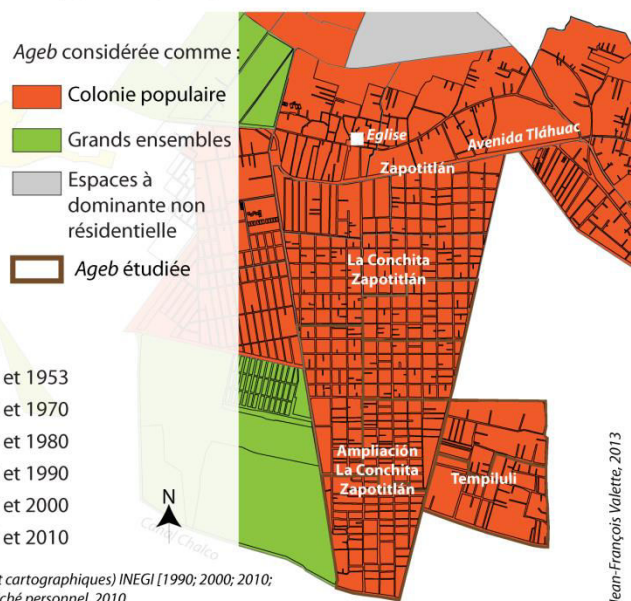 Ageb considérée comme :
Colonie populaire
Grands ensembles
Espaces à
dominante non
résidentielle
Ageb étudiée
Eglise
Avenida Tláhuac
Zapotitlán
La Conchita
Zapotitlán
et 1953
et 1970
et 1980
et 1990
et 2000
et 2010
Ampliación
La Conchita
Zapotitlán
Tempiluli
N
Canal Chalco
t cartographiques) INEGI [1990; 2000; 2010;
ché personnel, 2010
Jean-François Valette, 2013